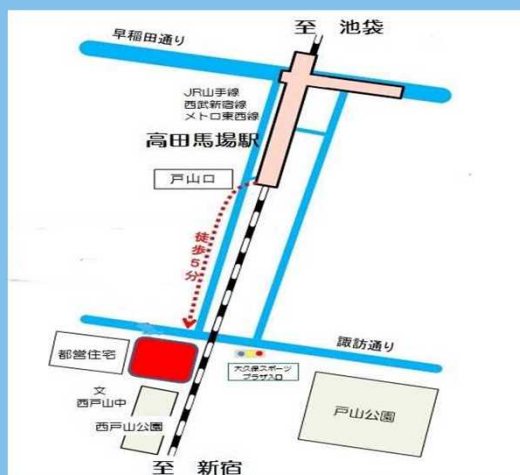 至 池袋
早稲田通り
JR山手線
西武新宿線
メトロ東西線
高田馬場駅
戸山口
徒歩5分
諏訪通り
都営住宅
大久保スポーツ
プラザ入口
文
西戸山中
西戸山公園
戸山公園
至 新宿